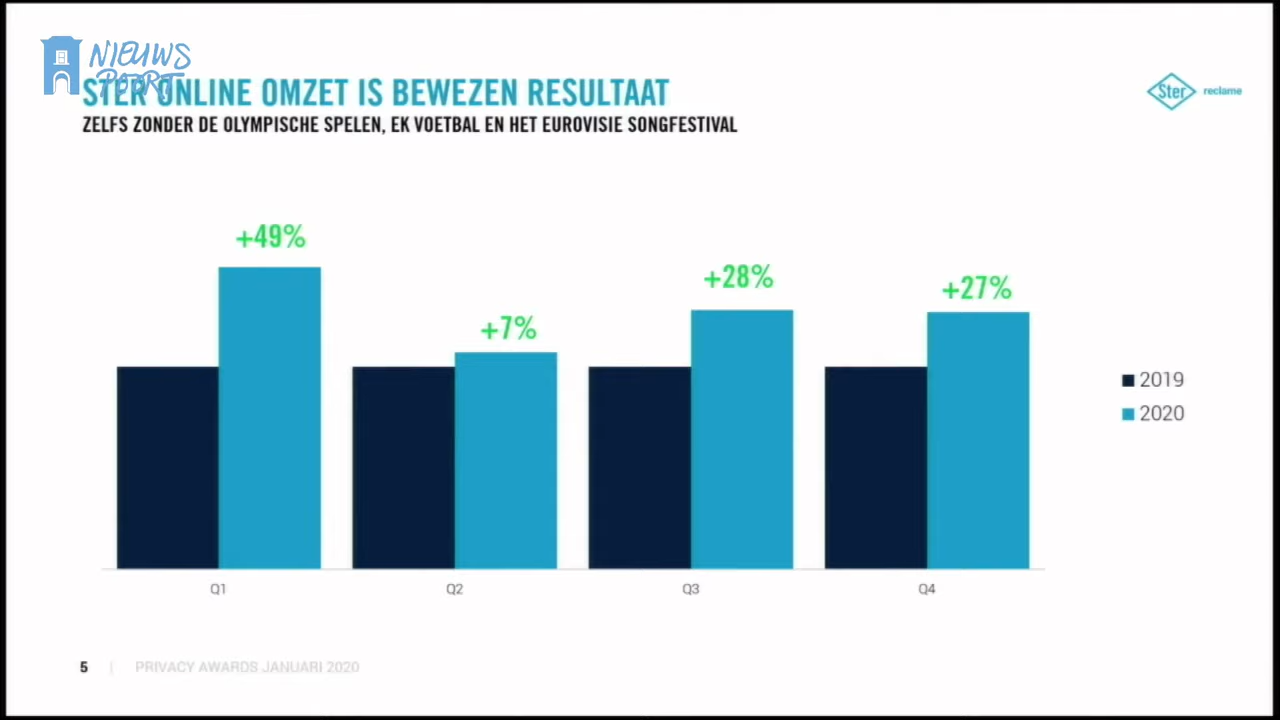 NIEUWS
POORT
STER ONLINE OMZET IS BEWEZEN RESULTAAT
ZELFS ZONDER DE OLYMPISCHE SPELEN, EK VOETBAL EN HET EUROVISIE SONGFESTIVAL
Ster reclame
+49%
+7%
+28%
+27%
2019
2020
Q1 Q2 Q3 Q4
5 | PRIVACY AWARDS JANUARI 2020